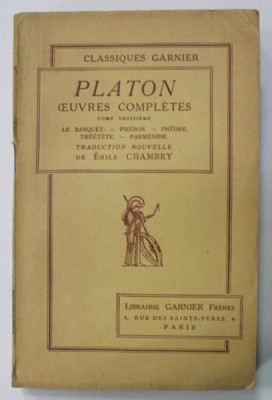 CLASSIQUES GARNIER
PLATON
ŒUVRES COMPLÈTES
TOME TROISIÈME
LE BANQUET. — PHÉDON. — PHÈDRE.
THÉÉTÈTE. — PARMÉNIDE.
TRADUCTION NOUVELLE
DE ÉMILE CHAMBRY
LIBRAIRIE GARNIER FRÈRES
6, RUE DES SAINTS-PÈRES, 6
PARIS